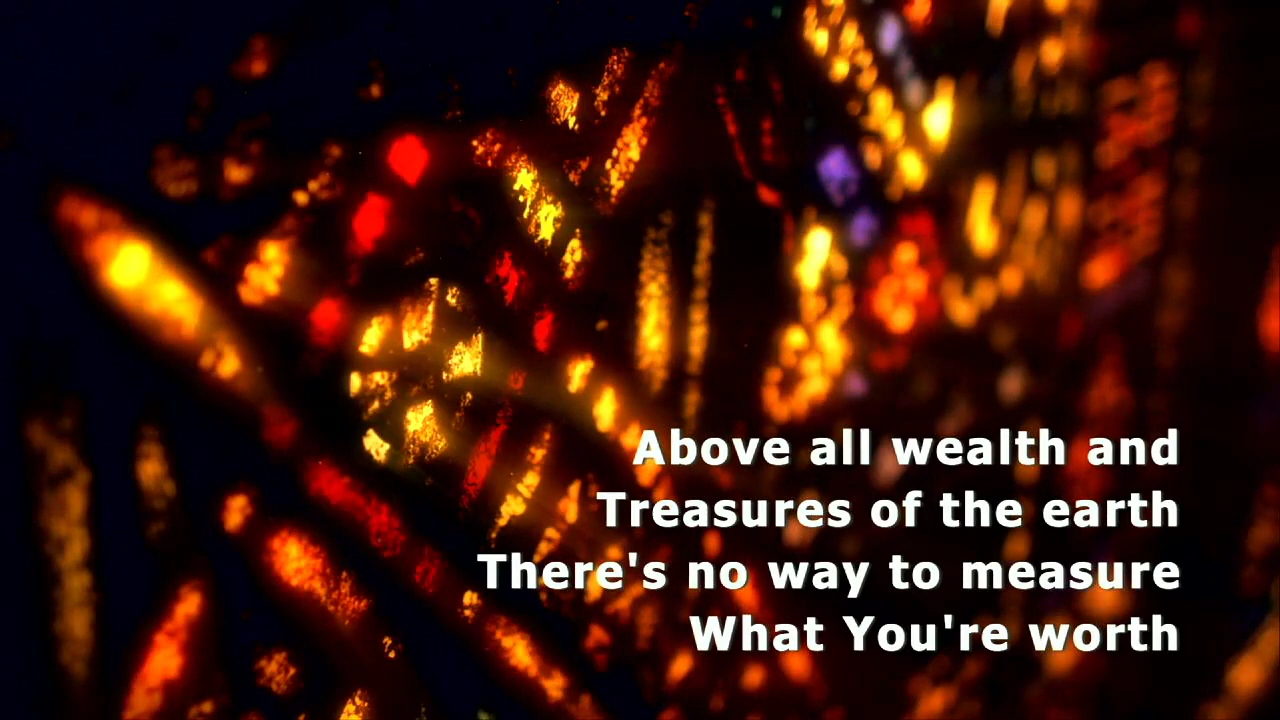 Above all wealth and
Treasures of the earth
There's no way to measure
What You're worth